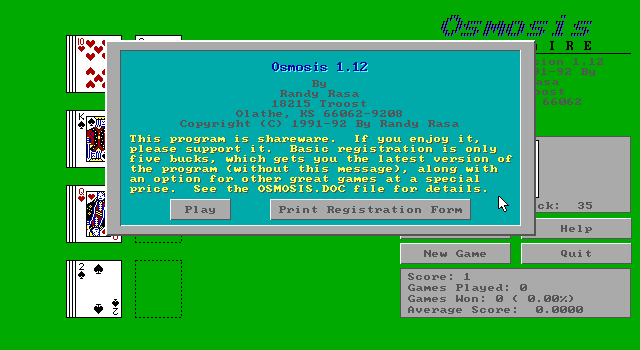 Osmosis
IRE
Osmosis 1.12
By
Randy Rasa
18215 Troost
Olathe, KS 66062-9208
Copyright (C) 1991-92 By Randy Rasa
This program is shareware.  If you enjoy it,
please support it.  Basic registration is only
five bucks, which gets you the latest version of
the program (without this message), along with
an option for other great games at a special
price.  See the OSMOSIS.DOC file for details.
Play
Print Registration Form
1.12
91-92 By
66062
10
K
Q
2
2
35
Help
New Game
Quit
Score: 1
Games Played: 0
Games Won: 0 ( 0.00%)
Average Score:  0.0000